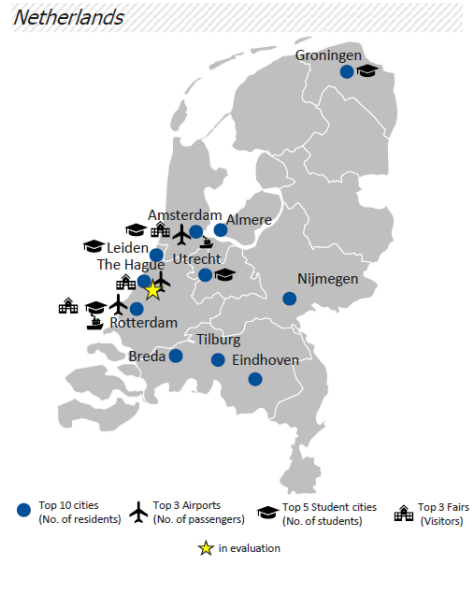 Netherlands
Groningen
Amsterdam
Almere
Leiden
The Hague
Utrecht
Nijmegen
Rotterdam
Tilburg
Breda
Eindhoven
Top 10 cities
(No. of residents)
Top 3 Airports
(No. of passengers)
Top 5 Student cities
(No. of students)
Top 3 Fairs
(Visitors)
in evaluation